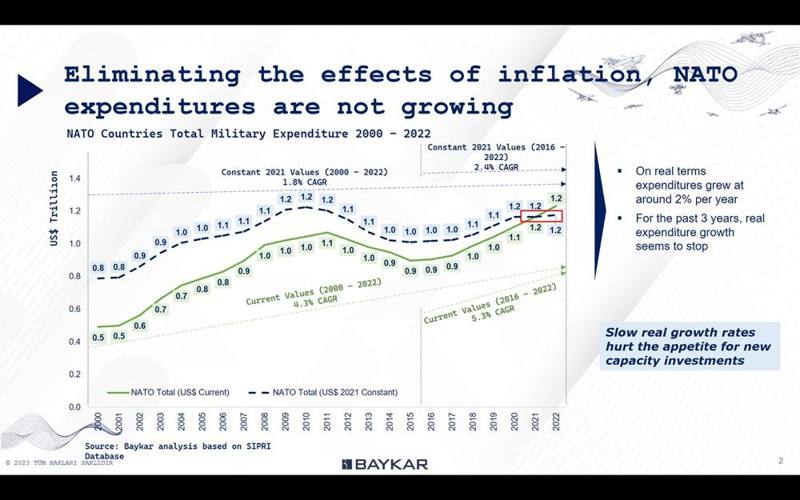 Eliminating the effects of inflation, NATO
expenditures are not growing
NATO Countries Total Military Expenditure 2000 – 2022
Constant 2021 Values (2016 –
2022)
2.4% CAGR
Constant 2021 Values (2000 – 2022)
1.8% CAGR
US$ Trillion
1.4
1.2
1.0
0.8
0.6
0.4
0.2
0.0
0.8 0.8 0.9 0.9 1.0 1.0 1.0 1.1 1.1 1.2 1.2 1.2 1.1 1.1 1.0 1.0 1.0 1.0 1.1 1.1 1.2 1.2 1.2
0.5 0.5 0.6 0.7 0.7 0.8 0.8 0.9 1.0 1.0 1.0 1.1 1.0 1.0 1.0 0.9 0.9 0.9 1.0 1.0 1.1 1.2 1.2
Current Values (2000 – 2022)
4.3% CAGR
Current Values (2016 – 2022)
5.3% CAGR
NATO Total (US$ Current)
NATO Total (US$ 2021 Constant)
2000 2001 2002 2003 2004 2005 2006 2007 2008 2009 2010 2011 2012 2013 2014 2015 2016 2017 2018 2019 2020 2021 2022
▪ On real terms
expenditures grew at
around 2% per year
▪ For the past 3 years, real
expenditure growth
seems to stop
Slow real growth rates
hurt the appetite for new
capacity investments
Source: Baykar analysis based on SIPRI
Database
© 2023 TÜM HAKLARI SAKLIDIR
BAYKAR
2